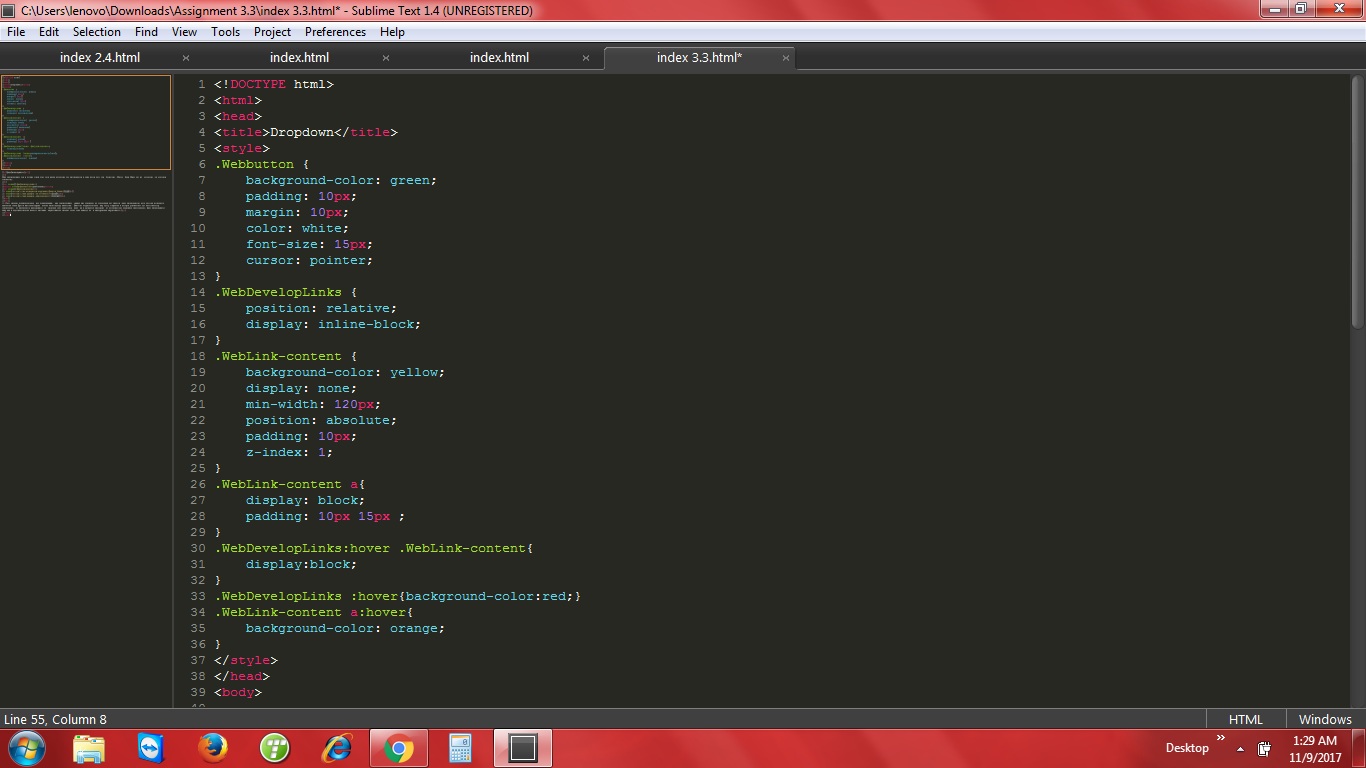 C:\Users\lenovo\Downloads\Assignment 3.3\index 3.3.html* - Sublime Text 1.4 (UNREGISTERED)
File Edit Selection Find View Tools Project Preferences Help
index 2.4.html × index.html × index.html × index 3.3.html* ×
1 <!DOCTYPE html>
2 <html>
3 <head>
4 <title>Dropdown</title>
5 <style>
6 .Webbutton {
7     background-color: green;
8     padding: 10px;
9     margin: 10px;
10     color: white;
11     font-size: 15px;
12     cursor: pointer;
13 }
14 .WebDevelopLinks {
15     position: relative;
16     display: inline-block;
17 }
18 .WebLink-content {
19     background-color: yellow;
20     display: none;
21     min-width: 120px;
22     position: absolute;
23     padding: 10px;
24     z-index: 1;
25 }
26 .WebLink-content a{
27     display: block;
28     padding: 10px 15px ;
29 }
30 .WebDevelopLinks:hover .WebLink-content{
31     display:block;
32 }
33 .WebDevelopLinks :hover{background-color:red;}
34 .WebLink-content a:hover{
35     background-color: orange;
36 }
37 </style>
38 </head>
39 <body>
Line 55, Column 8 HTML Windows
Desktop » 1:29 AM
11/9/2017